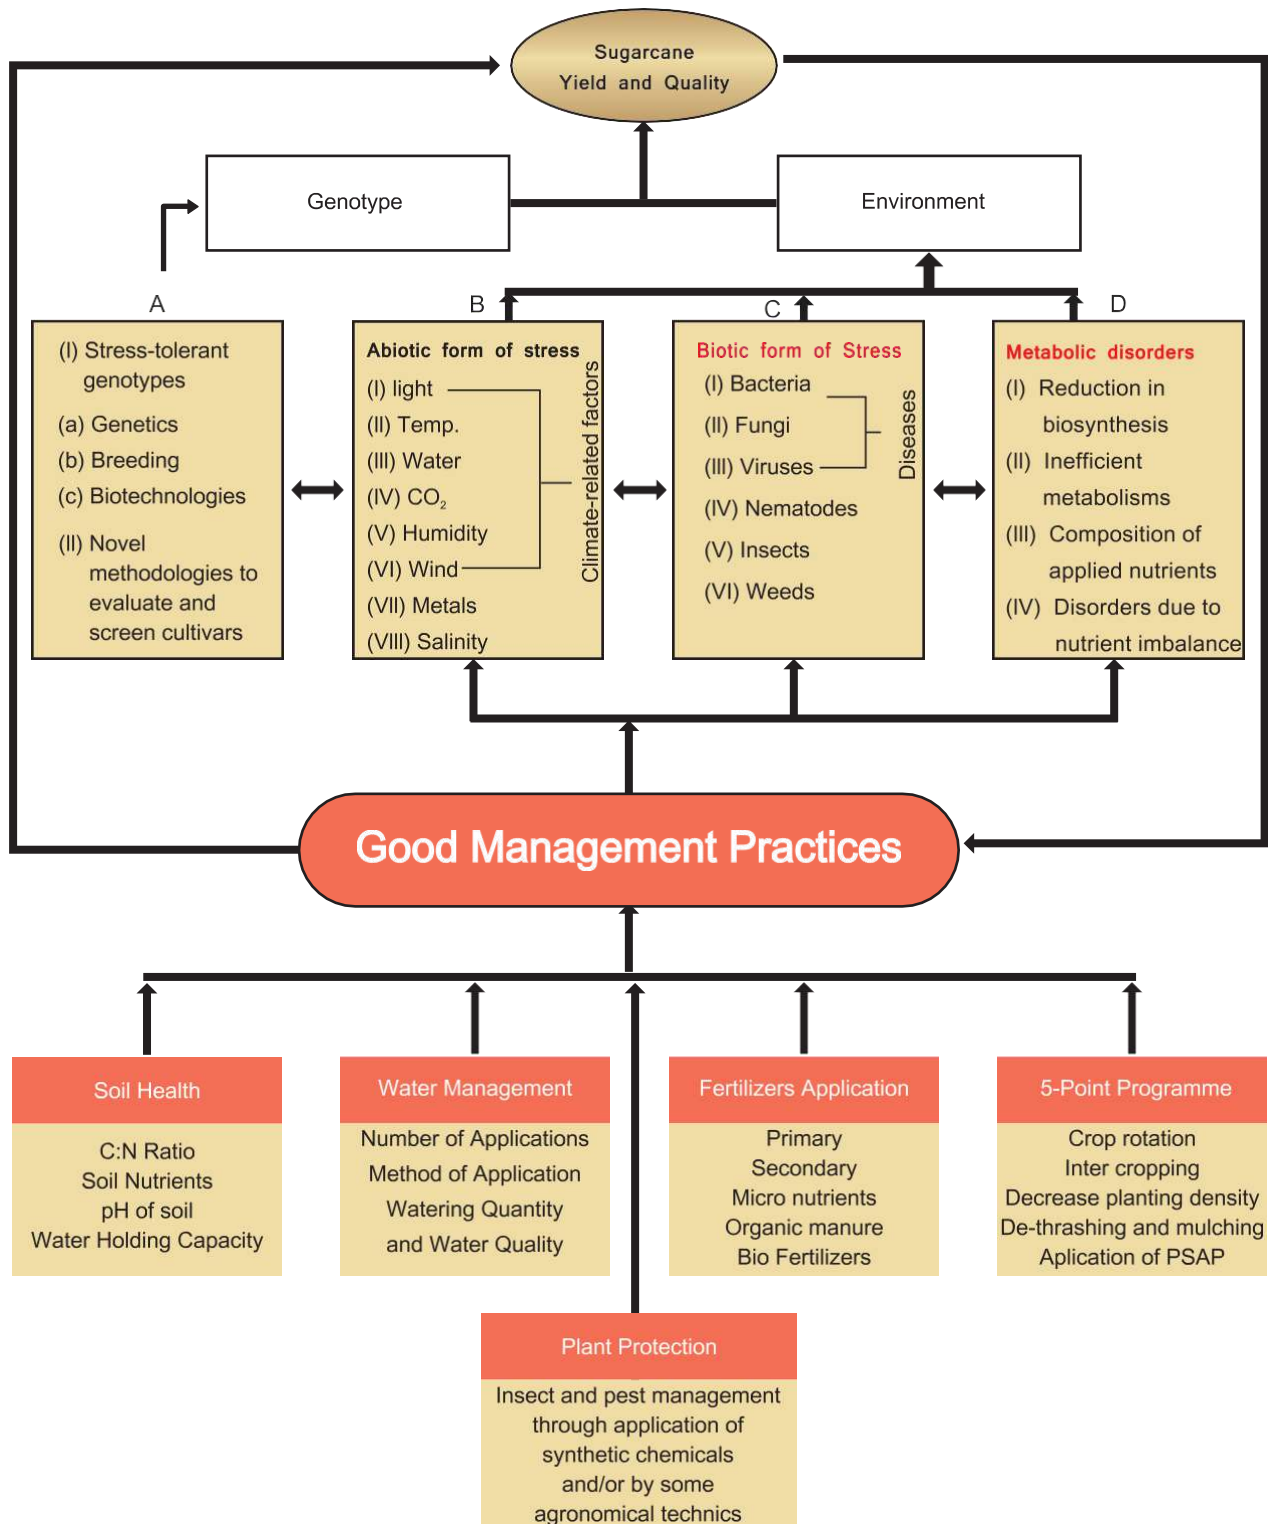 Sugarcane
Yield and Quality
Genotype
Environment
A
B
C
D
(I) Stress-tolerant
genotypes
(a) Genetics
(b) Breeding
(c) Biotechnologies
(II) Novel
methodologies to
evaluate and
screen cultivars
Abiotic form of stress
(I) light
(II) Temp.
(III) Water
(IV) CO₂
(V) Humidity
(VI) Wind
(VII) Metals
(VIII) Salinity
Climate-related factors
Biotic form of Stress
(I) Bacteria
(II) Fungi
(III) Viruses
(IV) Nematodes
(V) Insects
(VI) Weeds
Diseases
Metabolic disorders
(I) Reduction in
biosynthesis
(II) Inefficient
metabolisms
(III) Composition of
applied nutrients
(IV) Disorders due to
nutrient imbalance
Good Management Practices
Soil Health
C:N Ratio
Soil Nutrients
pH of soil
Water Holding Capacity
Water Management
Number of Applications
Method of Application
Watering Quantity
and Water Quality
Fertilizers Application
Primary
Secondary
Micro nutrients
Organic manure
Bio Fertilizers
5-Point Programme
Crop rotation
Inter cropping
Decrease planting density
De-thrashing and mulching
Aplication of PSAP
Plant Protection
Insect and pest management
through application of
synthetic chemicals
and/or by some
agronomical technics